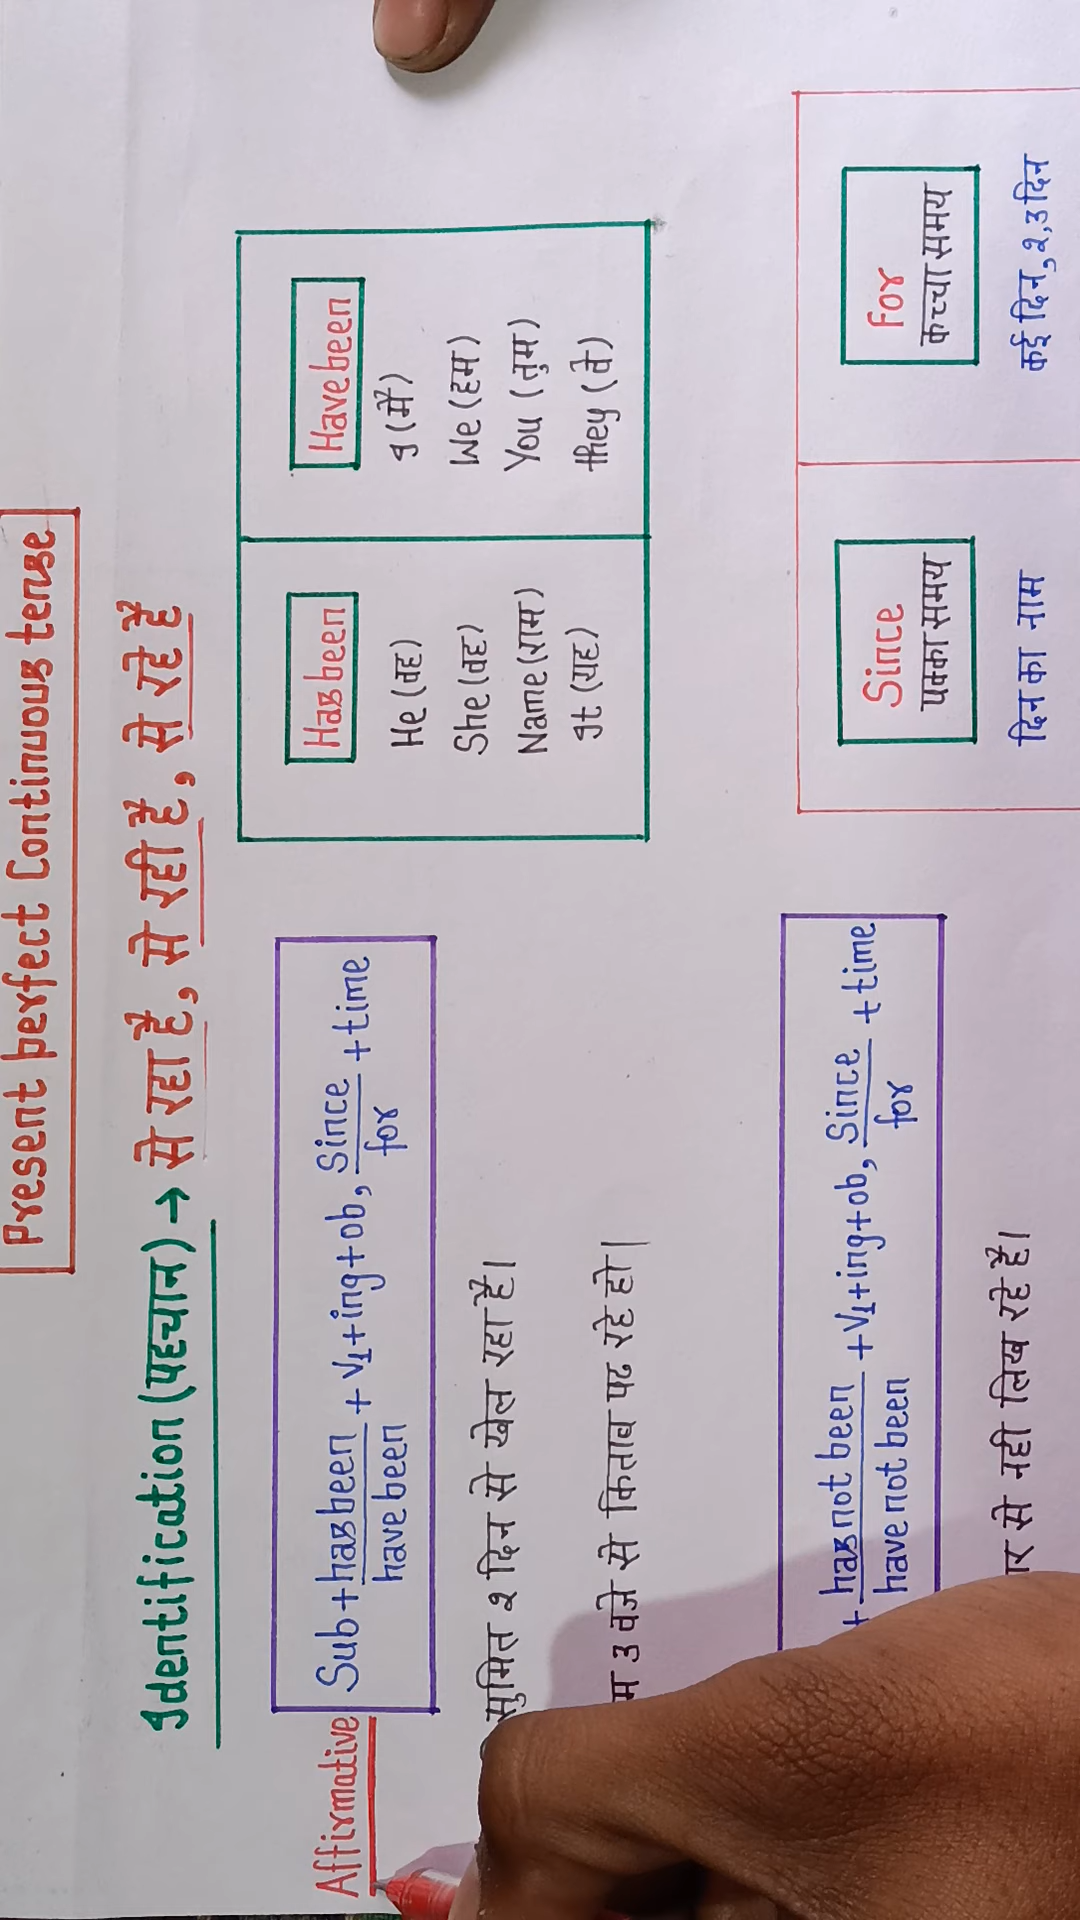 Present perfect Continuous tense
Identification (पहचान) → से रहा है, से रही है, से रहे हैं
Affirmative
Sub + has been + V1 + ing + ob, Since + time
have been for
सुमित २ दिन से खेल रहा है।
म 3 वजे से किताब पढ रहे हो।
Has been
He (वह)
She (वह)
Name (राम)
It (यह)
Have been
I (मैं)
We (हम)
You (तुम)
they (वे)
+ has not been + V1 + ing + ob, Since + time
have not been for
र से नही लिख रहे हैं।
Since
पक्का समय
दिन का नाम
for
कच्चा समय
कई दिन, २, 3 दिन